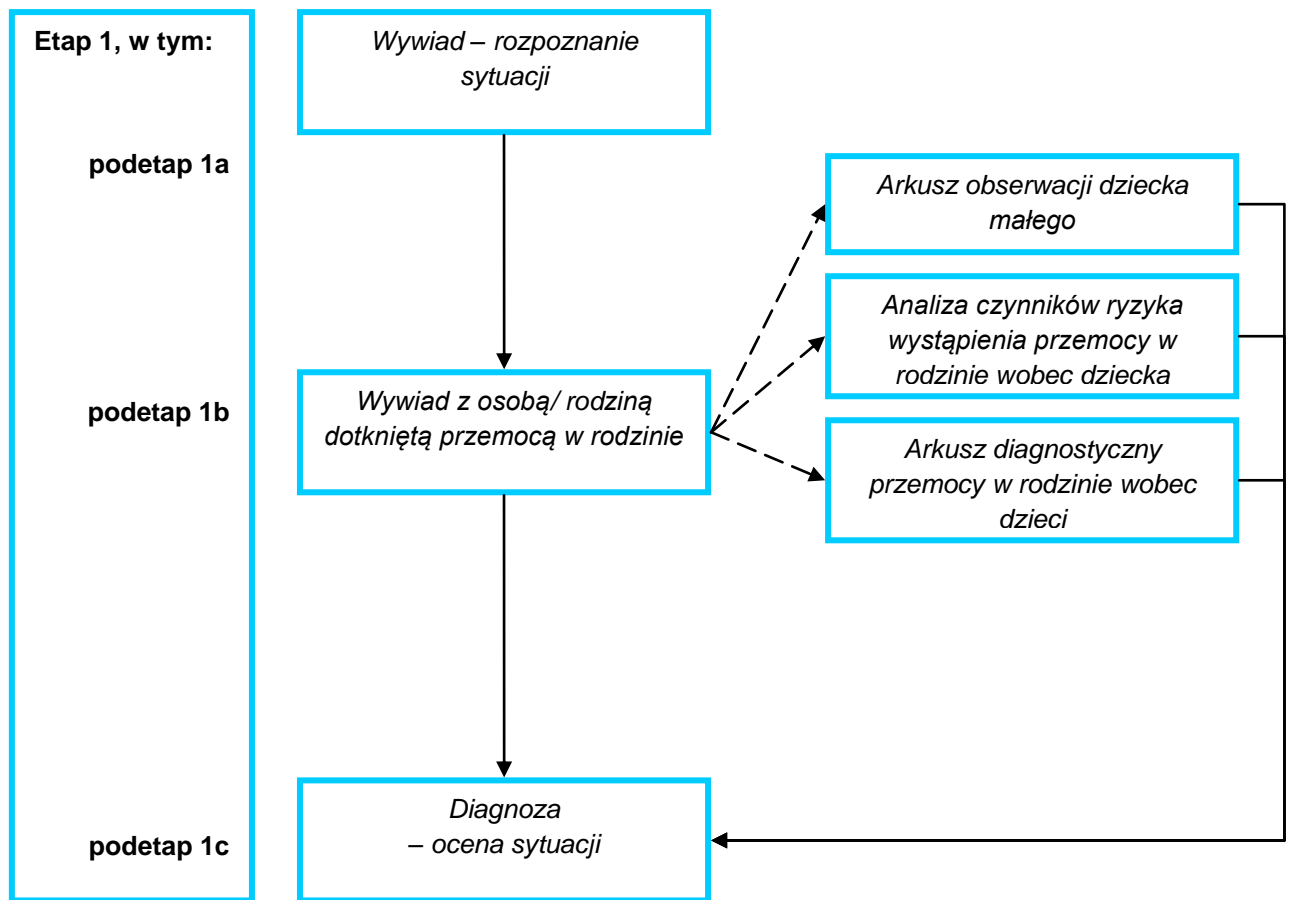 Etap 1, w tym:
Wywiad – rozpoznanie
sytuacji
podetap 1a
Arkusz obserwacji dziecka
małego
Analiza czynników ryzyka
wystąpienia przemocy w
rodzinie wobec dziecka
podetap 1b
Wywiad z osobą/ rodziną
dotkniętą przemocą w rodzinie
Arkusz diagnostyczny
przemocy w rodzinie wobec
dzieci
Diagnoza
– ocena sytuacji
podetap 1c